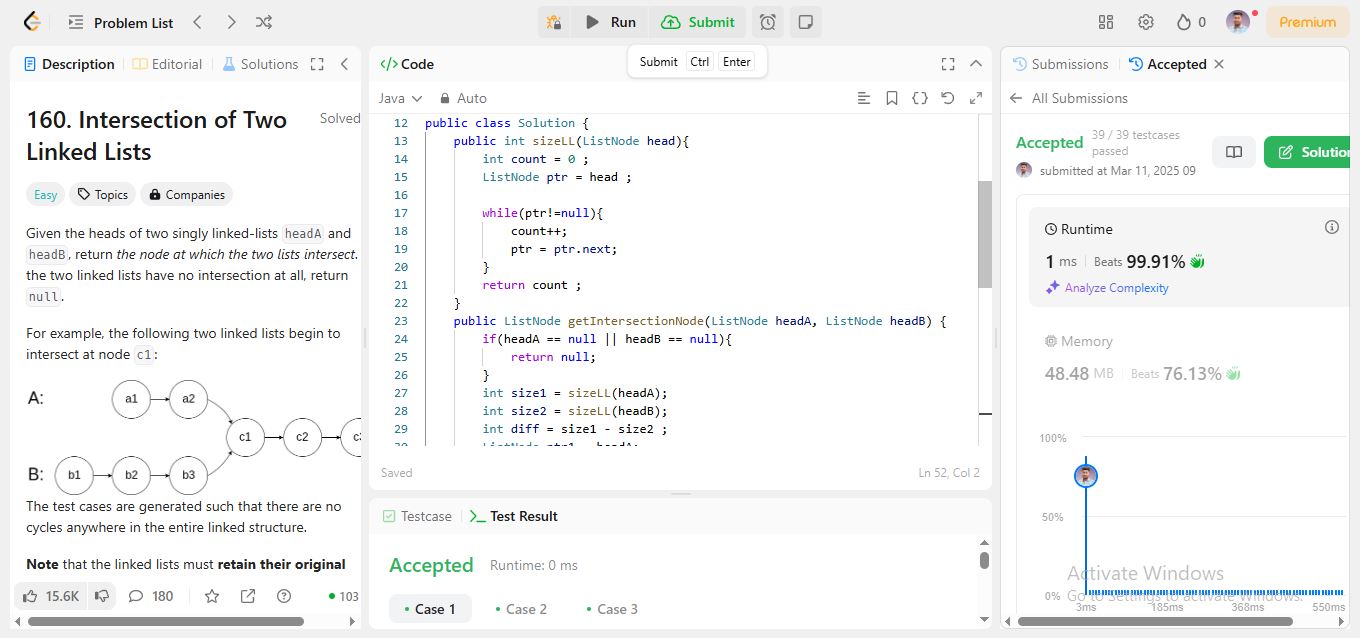 Problem List
Run
Submit
0
Premium
Submit Ctrl Enter
Description
Editorial
Solutions
160. Intersection of Two
Linked Lists
Solved
Easy
Topics
Companies
Given the heads of two singly linked-lists headA and
headB, return the node at which the two lists intersect.
the two linked lists have no intersection at all, return
null.
For example, the following two linked lists begin to
intersect at node c1:
A: a1 a2
c1 c2
B: b1 b2 b3
The test cases are generated such that there are no
cycles anywhere in the entire linked structure.
Note that the linked lists must retain their original
15.6K
180
103
</>Code
Java
Auto
12 public class Solution {
13 public int sizeLL(ListNode head){
14 int count = 0 ;
15 ListNode ptr = head ;
16
17 while(ptr!=null){
18 count++;
19 ptr = ptr.next;
20 }
21 return count ;
22 }
23 public ListNode getIntersectionNode(ListNode headA, ListNode headB) {
24 if(headA == null || headB == null){
25 return null;
26 }
27 int size1 = sizeLL(headA);
28 int size2 = sizeLL(headB);
29 int diff = size1 - size2 ;
Saved
Ln 52, Col 2
Testcase
Test Result
Accepted
Runtime: 0 ms
Case 1
Case 2
Case 3
Submissions
Accepted
All Submissions
Accepted
39 / 39 testcases
passed
submitted at Mar 11, 2025 09
Runtime
1 ms
Beats 99.91%
Analyze Complexity
Memory
48.48 MB
Beats 76.13%
100%
50%
0%
3ms 185ms 368ms 550ms
Activate Windows
Go to Settings to activate Windows.